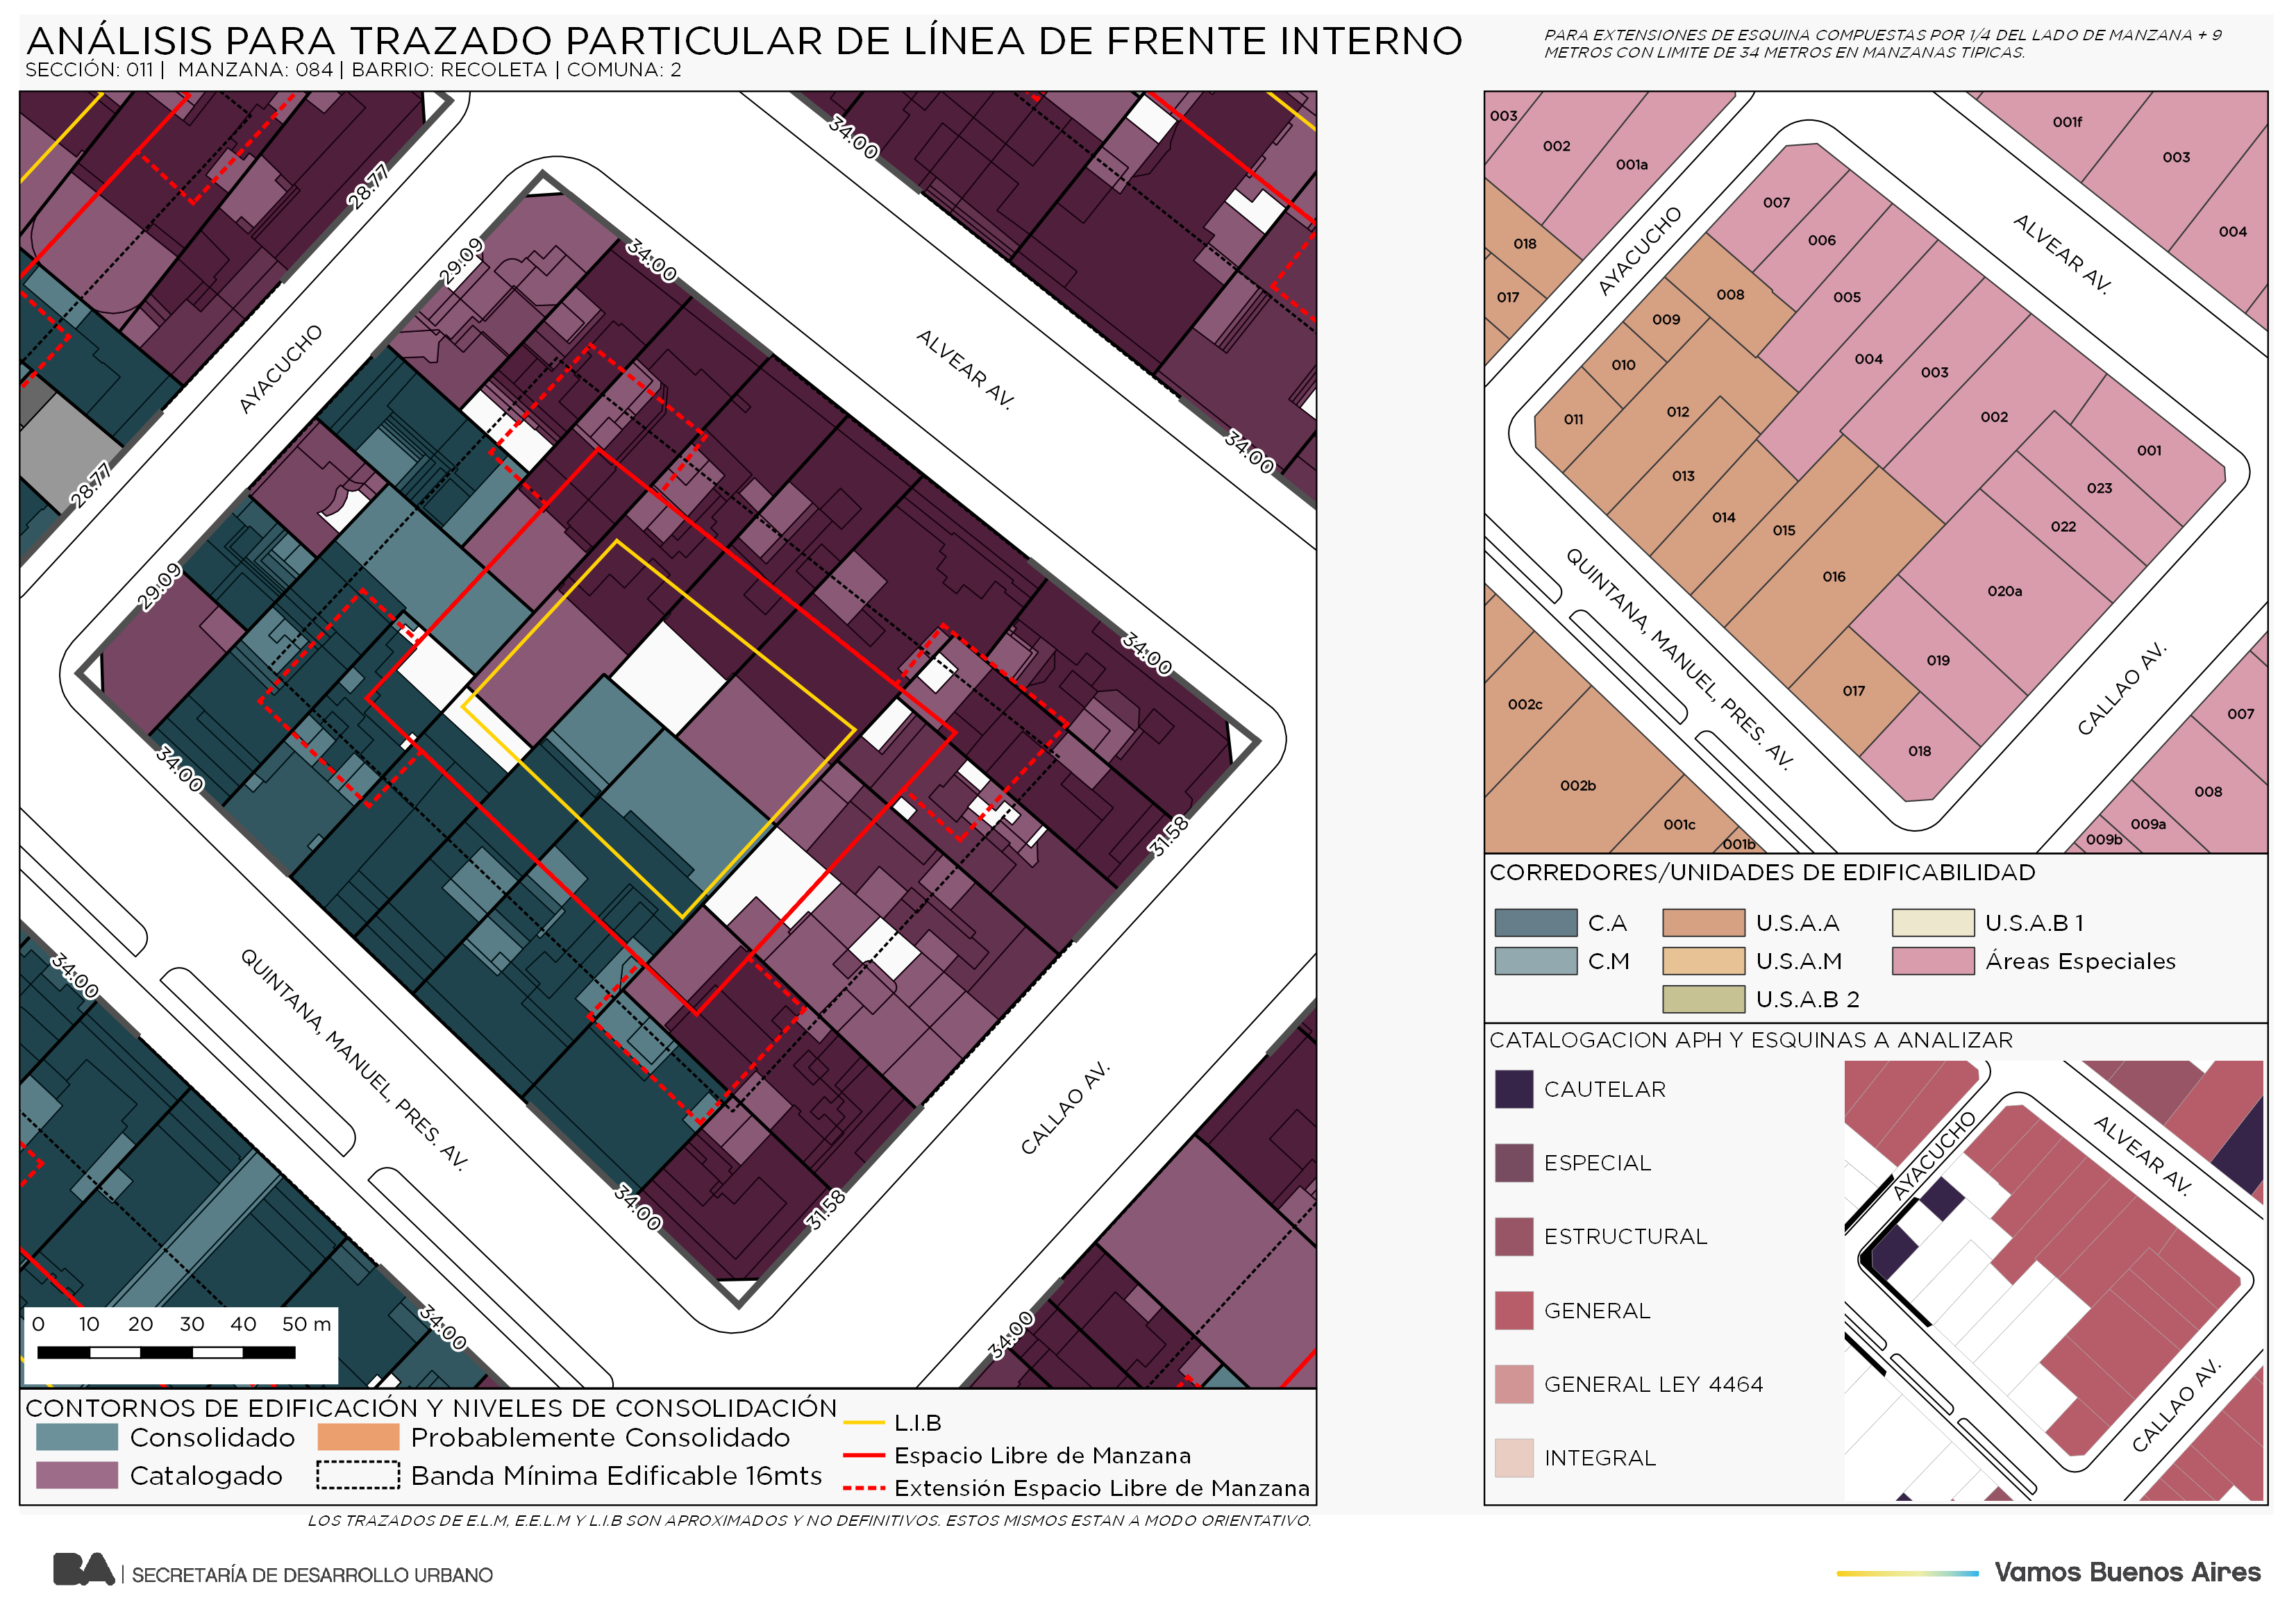 ANÁLISIS PARA TRAZADO PARTICULAR DE LÍNEA DE FRENTE INTERNO
SECCIÓN: 011 | MANZANA: 084 | BARRIO: RECOLETA | COMUNA: 2
PARA EXTENSIONES DE ESQUINA COMPUESTAS POR 1/4 DEL LADO DE MANZANA + 9
METROS CON LIMITE DE 34 METROS EN MANZANAS TIPICAS.
34:00
28.77
29:09
34:00
AYACUCHO
ALVEAR AV.
34:00
28.77
29:09
34:00
34:00
31.58
34:00
QUINTANA, MANUEL, PRES. AV.
CALLAO AV.
34:00
31.58
34:00
34:00
0 10 20 30 40 50 m
CONTORNOS DE EDIFICACIÓN Y NIVELES DE CONSOLIDACIÓN
Consolidado
Probablemente Consolidado
Catalogado
Banda Mínima Edificable 16mts
L.I.B
Espacio Libre de Manzana
Extensión Espacio Libre de Manzana
LOS TRAZADOS DE E.L.M, E.E.L.M Y L.I.B SON APROXIMADOS Y NO DEFINITIVOS. ESTOS MISMOS ESTAN A MODO ORIENTATIVO.
003
002
001a
001f
003
004
007
006
018
017
AYACUCHO
ALVEAR AV.
008
005
009
004
010
003
012
002
011
001
013
023
014
015
022
016
020a
QUINTANA, MANUEL, PRES. AV.
019
017
018
CALLAO AV.
002c
007
002b
008
001c
009a
001b
009b
CORREDORES/UNIDADES DE EDIFICABILIDAD
C.A
U.S.A.A
U.S.A.B 1
C.M
U.S.A.M
Áreas Especiales
U.S.A.B 2
CATALOGACION APH Y ESQUINAS A ANALIZAR
CAUTELAR
ESPECIAL
ESTRUCTURAL
GENERAL
GENERAL LEY 4464
INTEGRAL
AYACUCHO
ALVEAR AV.
CALLAO AV.
BA | SECRETARÍA DE DESARROLLO URBANO
Vamos Buenos Aires